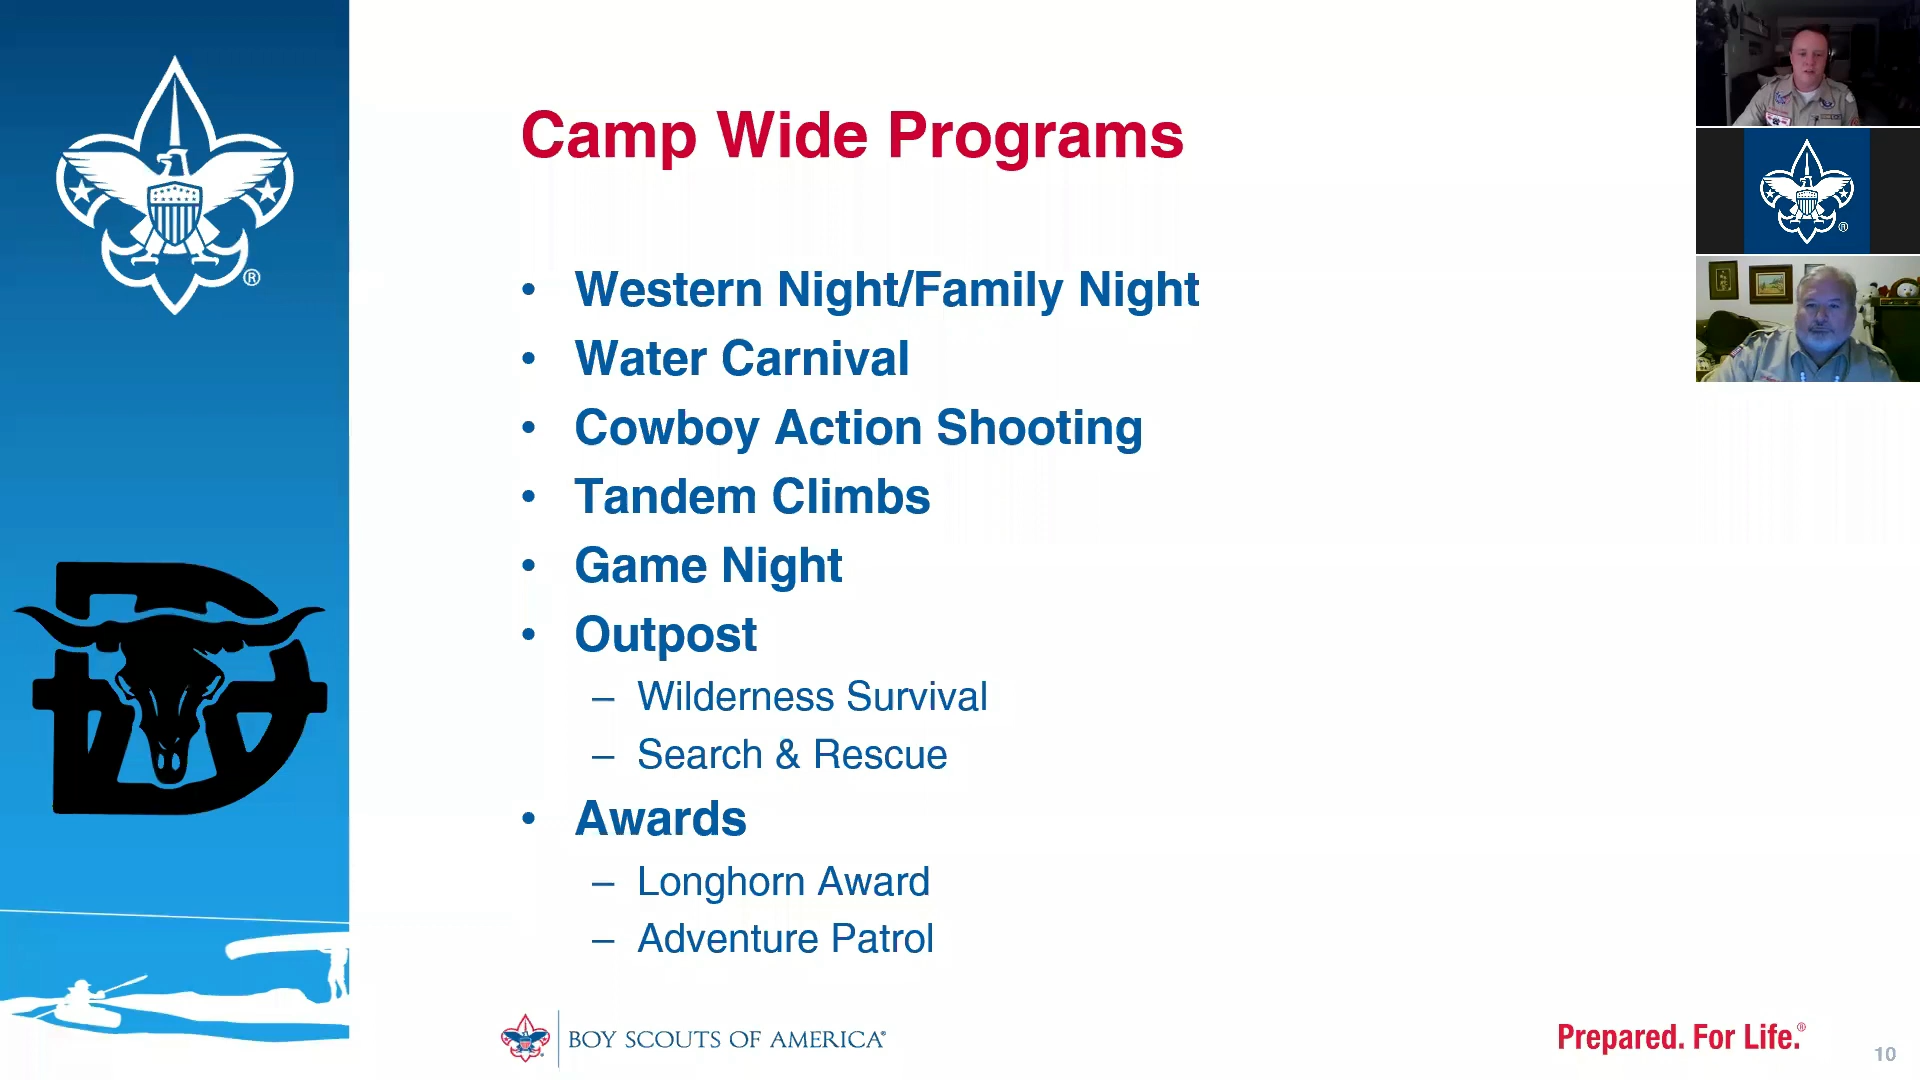 Camp Wide Programs
• Western Night/Family Night
• Water Carnival
• Cowboy Action Shooting
• Tandem Climbs
• Game Night
• Outpost
– Wilderness Survival
– Search & Rescue
• Awards
– Longhorn Award
– Adventure Patrol
BOY SCOUTS OF AMERICA®
Prepared. For Life.®
10